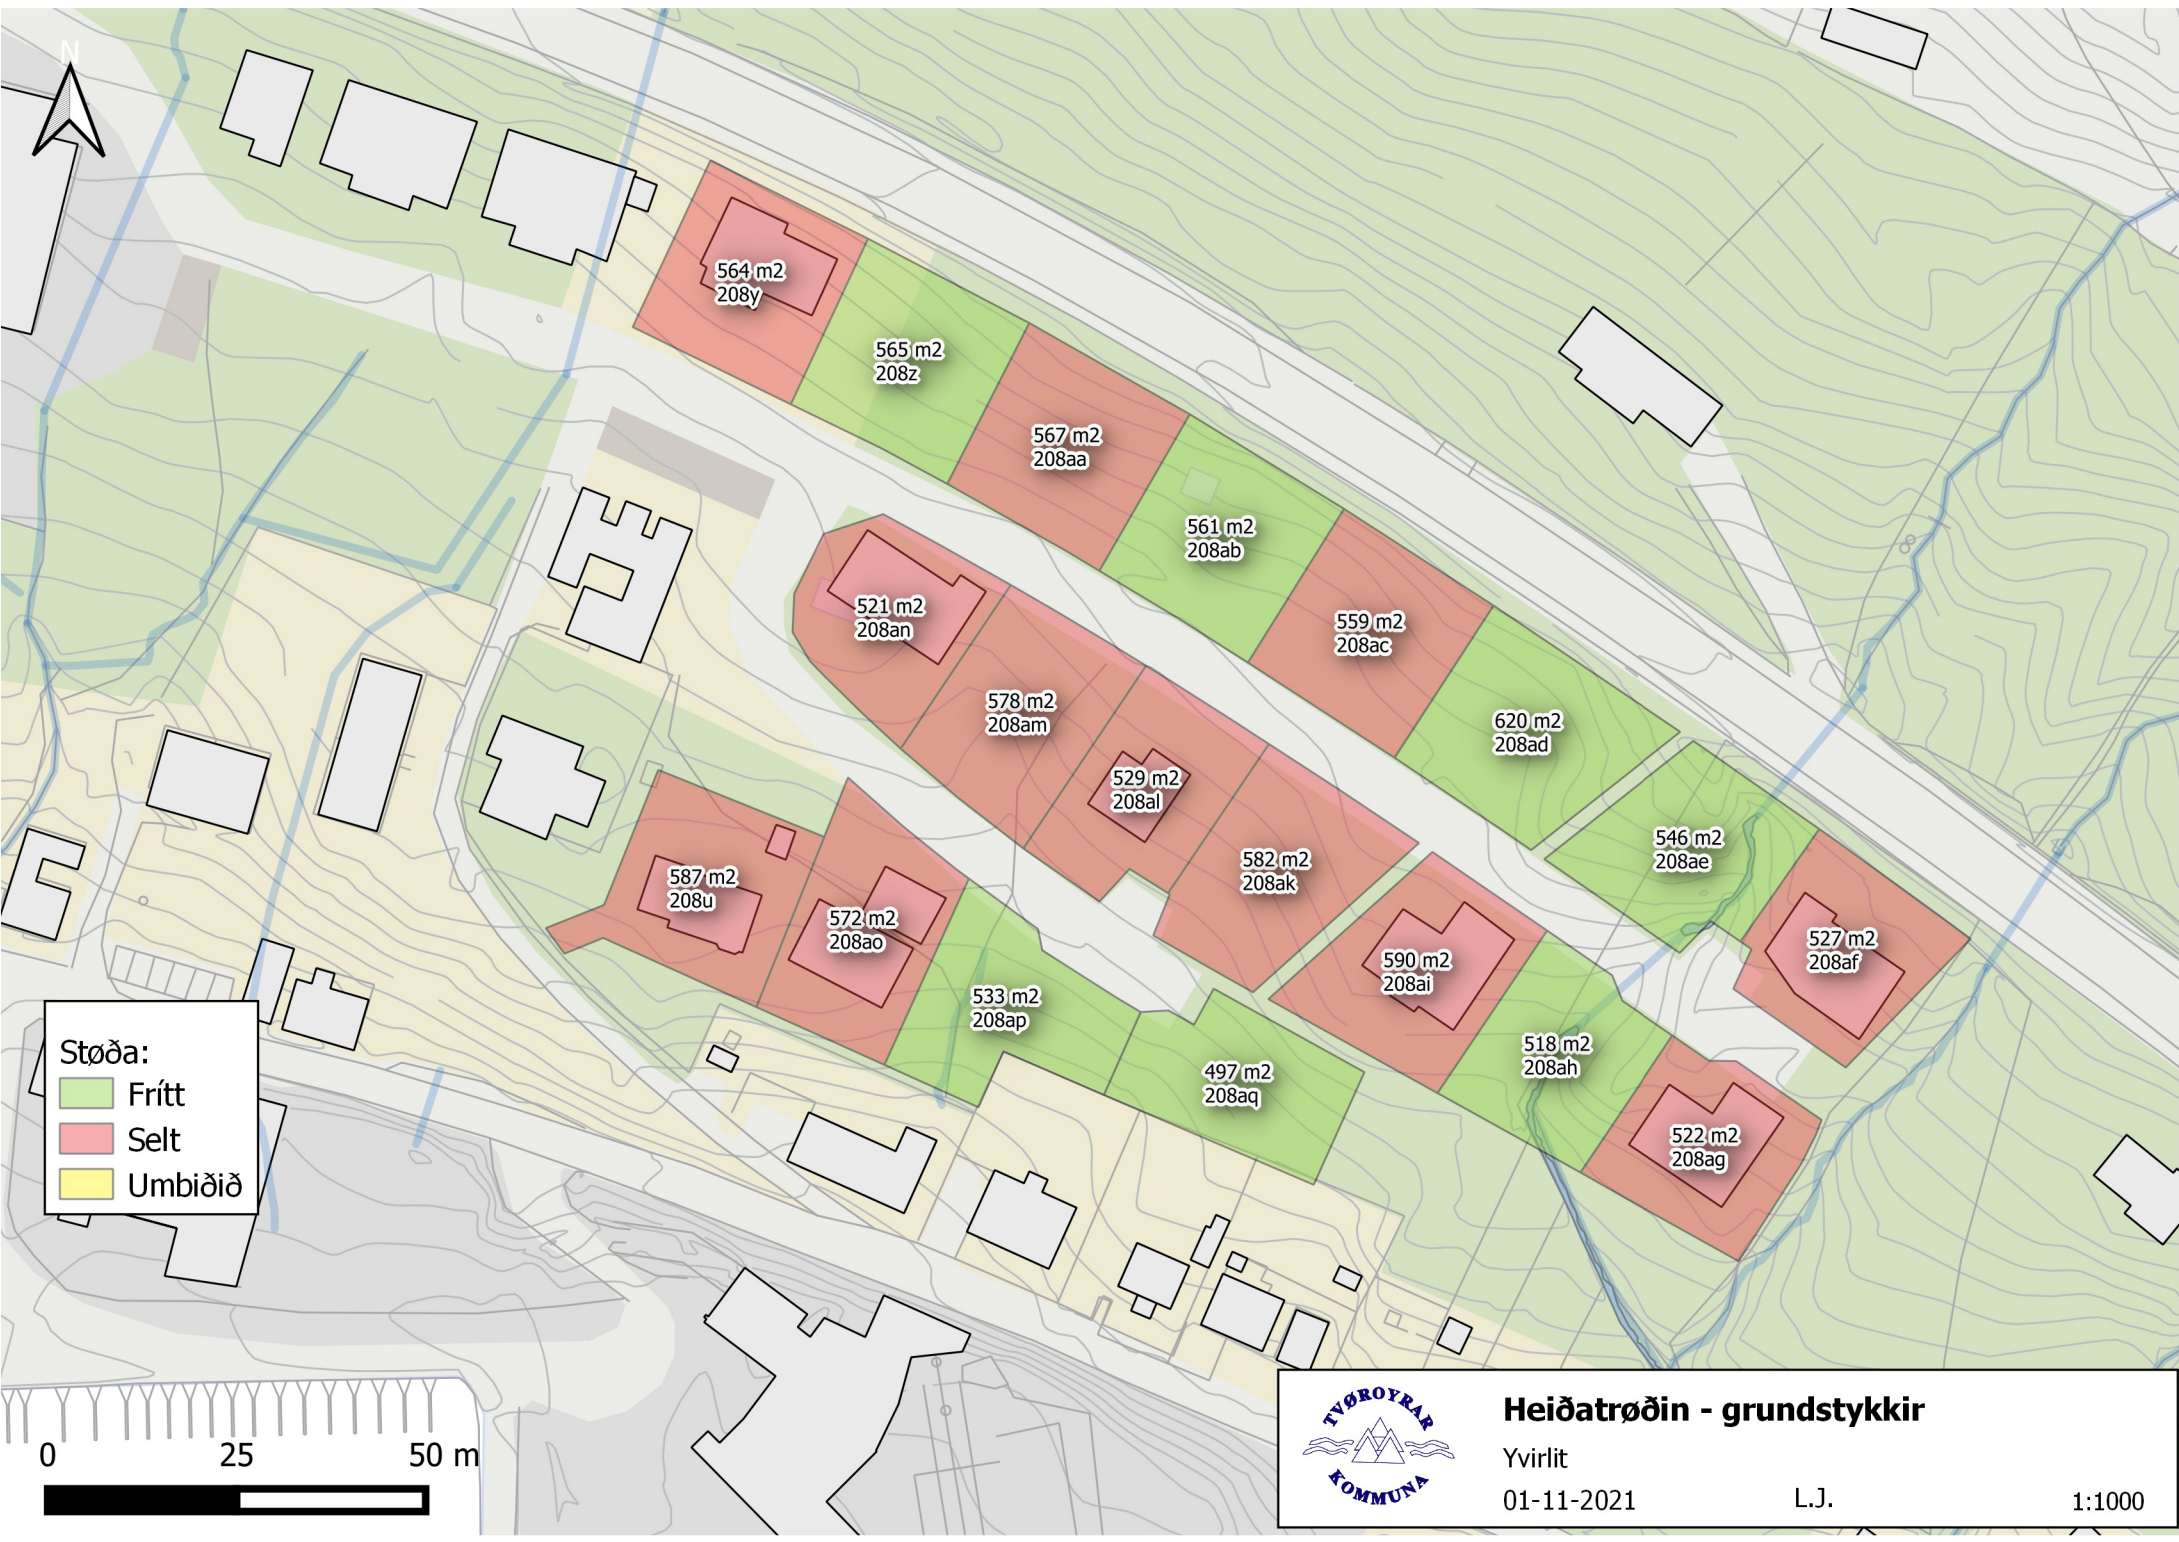 N
564 m2
208y
565 m2
208z
567 m2
208aa
561 m2
208ab
559 m2
208ac
620 m2
208ad
546 m2
208ae
527 m2
208af
521 m2
208an
578 m2
208am
529 m2
208al
582 m2
208ak
590 m2
208ai
518 m2
208ah
522 m2
208ag
587 m2
208u
572 m2
208ao
533 m2
208ap
497 m2
208aq
Støða:
Frítt
Selt
Umbiðið
0 25 50 m
TVØROYRAR
KOMMUNA
Heiðatrøðin - grundstykkir
Yvirlit
01-11-2021 L.J. 1:1000